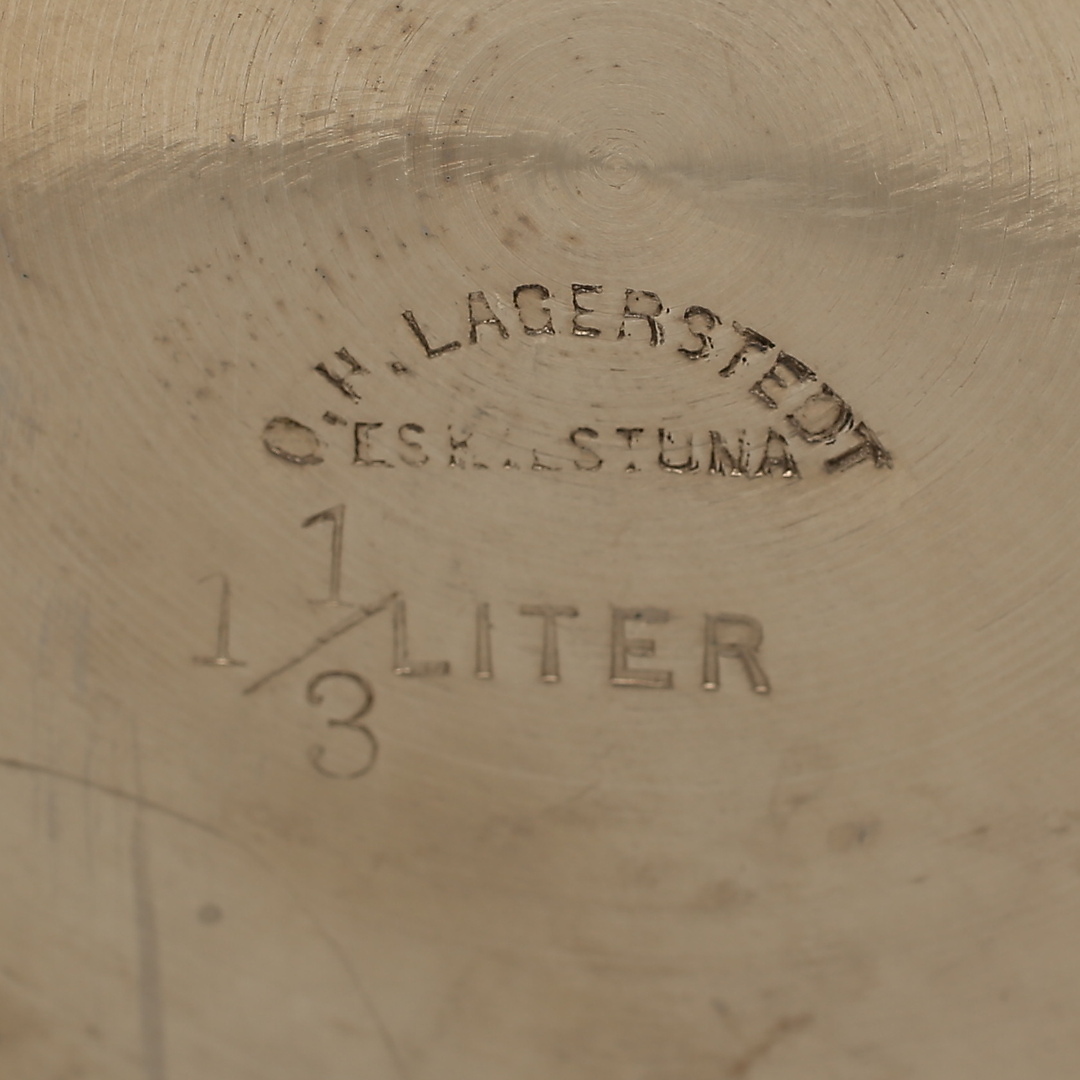 O.H. LAGERSTEDT
ESKILSTUNA
1 1/3 LITER